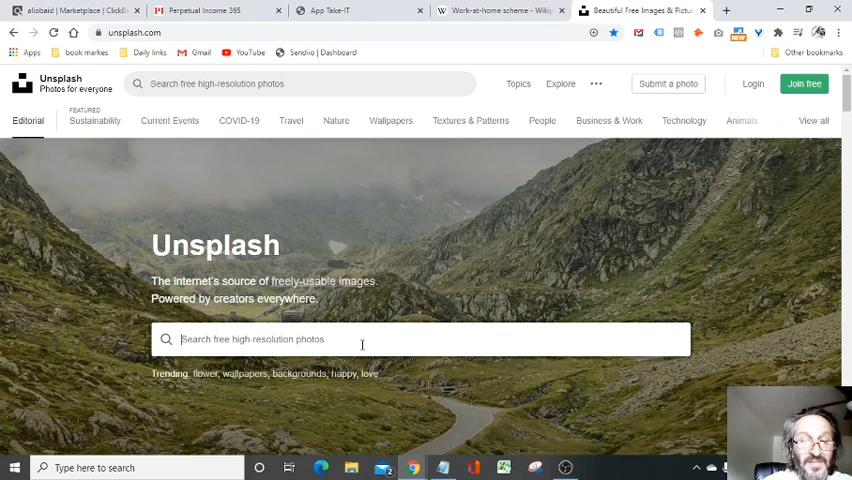 aliobaid | Marketplace | ClickBa
Perpetual Income 365
App Take-IT
Work-at-home scheme - Wikip
Beautiful Free Images & Pictur
unsplash.com
Apps
book markes
Daily links
Gmail
YouTube
Sendiio | Dashboard
Other bookmarks
NEW
Unsplash
Photos for everyone
Search free high-resolution photos
Topics
Explore
Submit a photo
Login
Join free
Editorial
FEATURED
Sustainability
Current Events
COVID-19
Travel
Nature
Wallpapers
Textures & Patterns
People
Business & Work
Technology
Animals
View all
Unsplash
The internet's source of freely-usable images.
Powered by creators everywhere.
Search free high-resolution photos
Trending: flower, wallpapers, backgrounds, happy, love
Type here to search
2